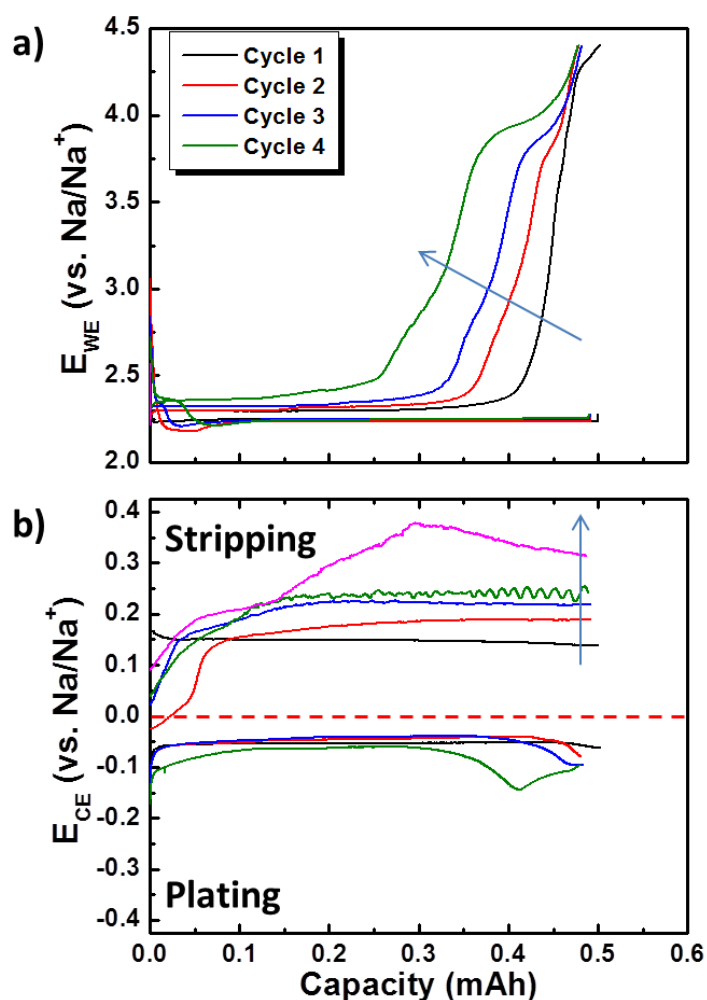 a)
4.5
4.0
3.5
3.0
2.5
2.0
E_WE (vs. Na/Na⁺)
Cycle 1
Cycle 2
Cycle 3
Cycle 4
b)
0.4
0.3
0.2
0.1
0.0
-0.1
-0.2
-0.3
-0.4
E_CE (vs. Na/Na⁺)
Stripping
Plating
0.0 0.1 0.2 0.3 0.4 0.5 0.6
Capacity (mAh)